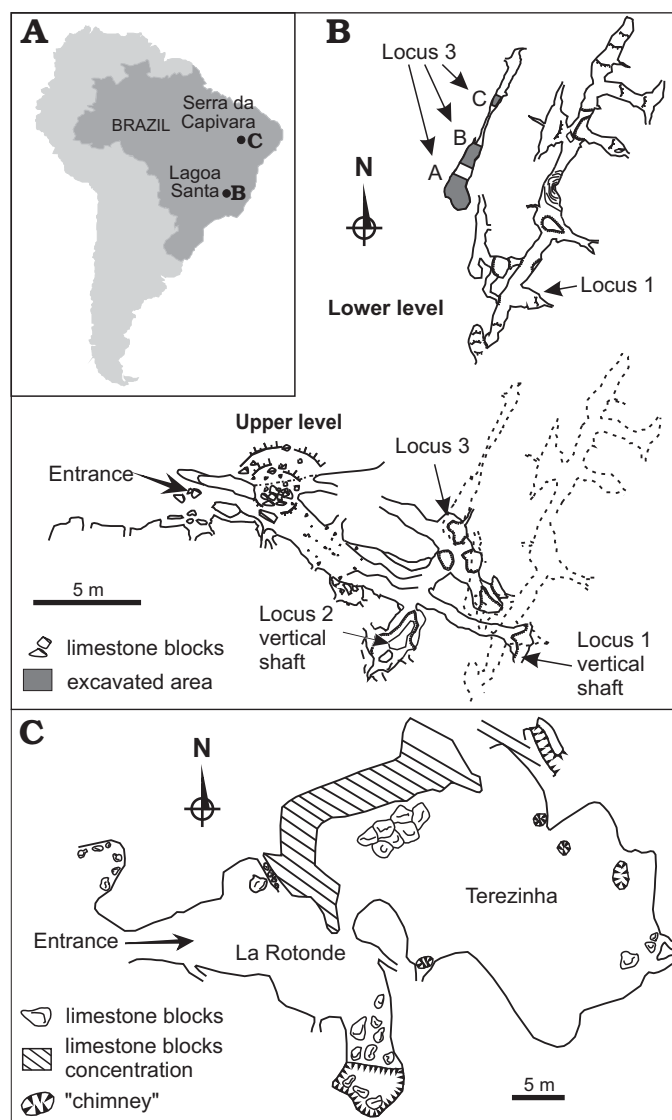 A
BRAZIL
Serra da
Capivara
C
Lagoa
Santa
B
B
Locus 3
C
B
A
N
Locus 1
Lower level
Upper level
Entrance
Locus 3
5 m
limestone blocks
excavated area
Locus 2
vertical
shaft
Locus 1
vertical
shaft
C
N
Terezinha
Entrance
La Rotonde
limestone blocks
limestone blocks
concentration
"chimney"
5 m